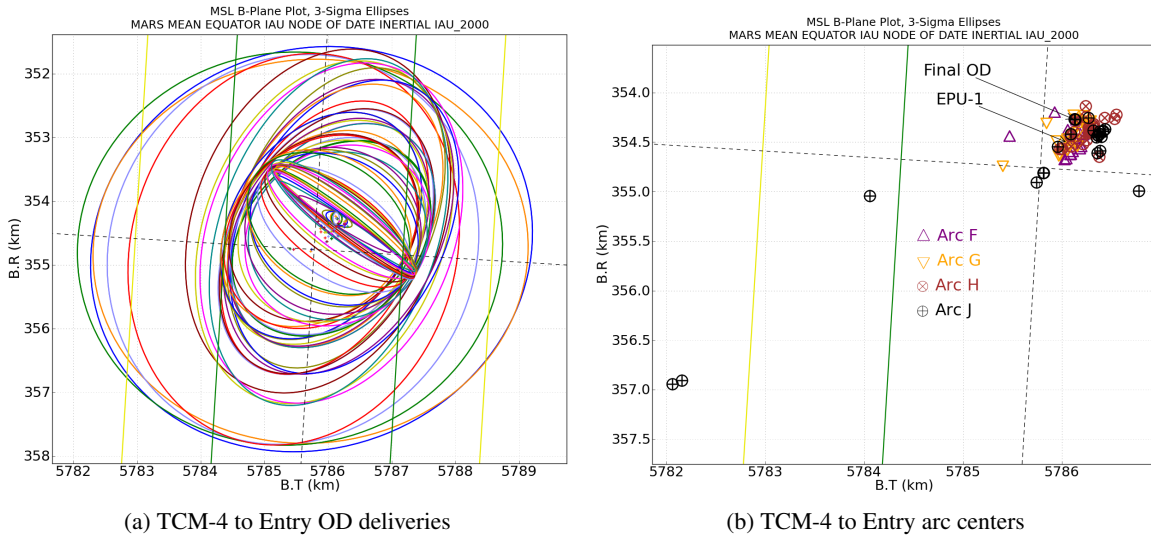 MSL B-Plane Plot, 3-Sigma Ellipses
MARS MEAN EQUATOR IAU NODE OF DATE INERTIAL IAU_2000
352
353
354
355
356
357
358
B.R (km)
5782 5783 5784 5785 5786 5787 5788 5789
B.T (km)
(a) TCM-4 to Entry OD deliveries
MSL B-Plane Plot, 3-Sigma Ellipses
MARS MEAN EQUATOR IAU NODE OF DATE INERTIAL IAU_2000
Final OD
EPU-1
354.0
354.5
355.0
355.5
356.0
356.5
357.0
357.5
B.R (km)
Arc F
Arc G
Arc H
Arc J
5782 5783 5784 5785 5786
B.T (km)
(b) TCM-4 to Entry arc centers